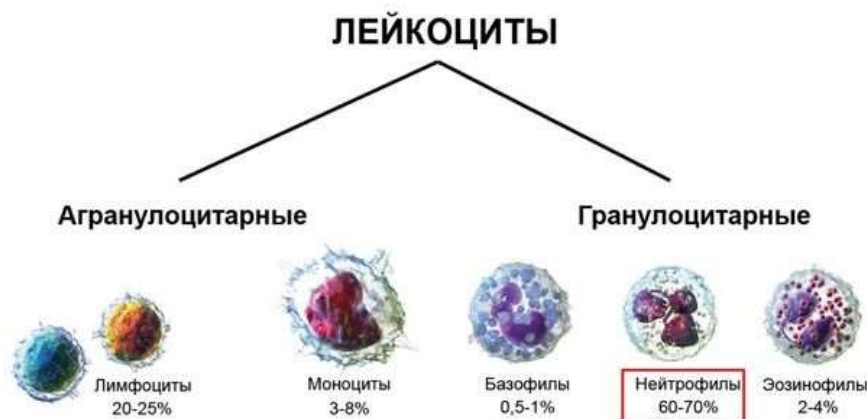 ЛЕЙКОЦИТЫ
Агранулоцитарные
Гранулоцитарные
Лимфоциты
20-25%
Моноциты
3-8%
Базофилы
0,5-1%
Нейтрофилы
60-70%
Эозинофилы
2-4%